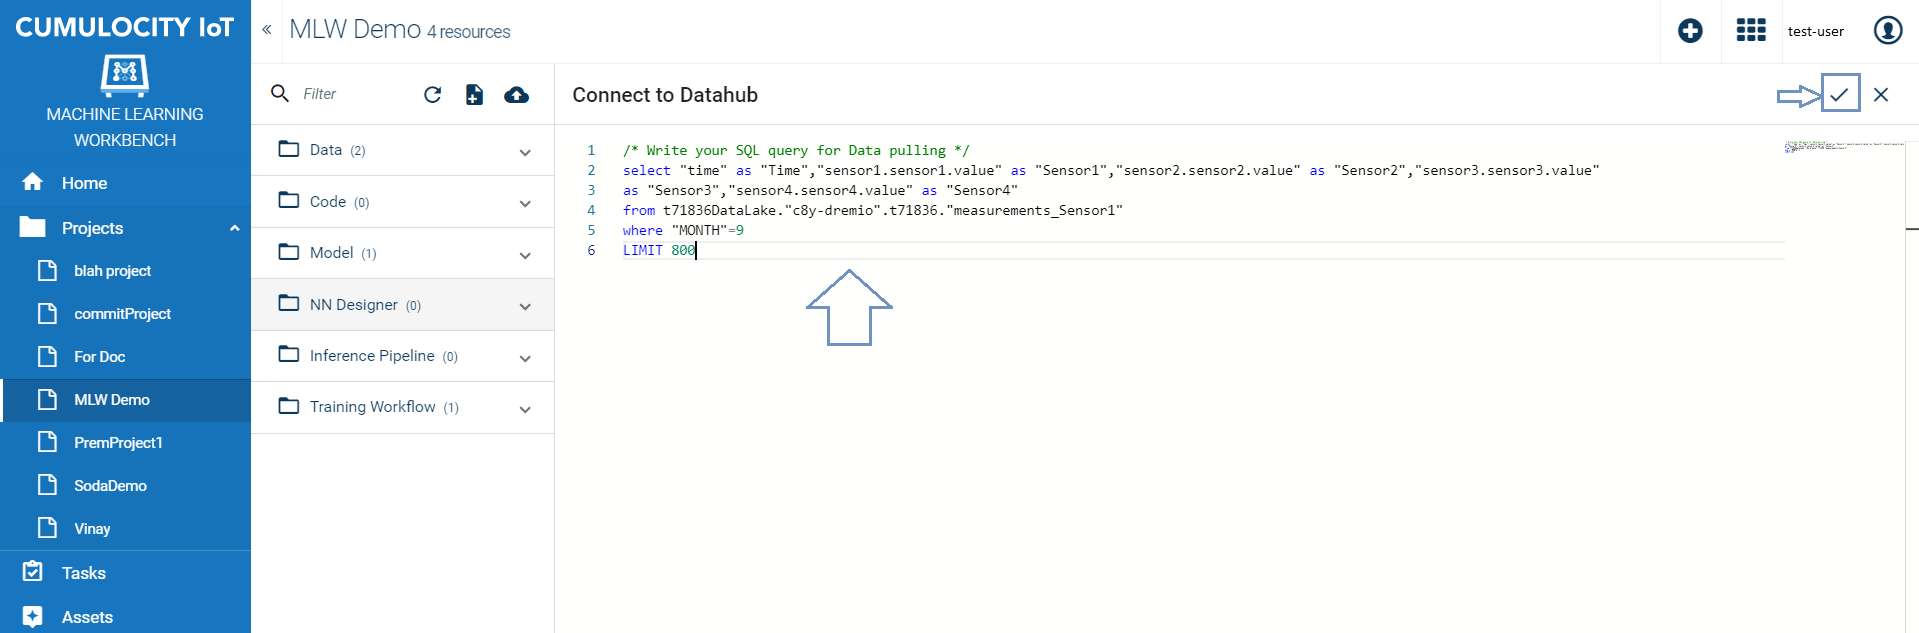 CUMULOCITY IoT
MACHINE LEARNING
WORKBENCH
Home
Projects
blah project
commitProject
For Doc
MLW Demo
PremProject1
SodaDemo
Vinay
Tasks
Assets
« MLW Demo 4 resources
test-user
Filter
Data (2)
Code (0)
Model (1)
NN Designer (0)
Inference Pipeline (0)
Training Workflow (1)
Connect to Datahub
1 /* Write your SQL query for Data pulling */
2 select "time" as "Time","sensor1.sensor1.value" as "Sensor1","sensor2.sensor2.value" as "Sensor2","sensor3.sensor3.value"
3 as "Sensor3","sensor4.sensor4.value" as "Sensor4"
4 from t71836DataLake."c8y-dremio".t71836."measurements_Sensor1"
5 where "MONTH"=9
6 LIMIT 800